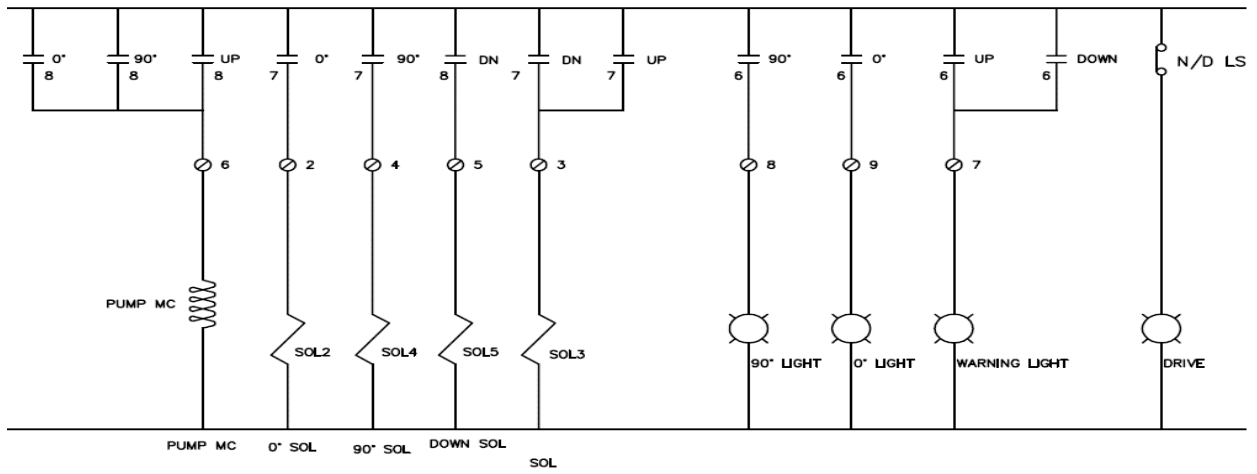 0° 90° UP 0° 90° DN DN UP 90° 0° UP DOWN N/D LS
8 8 8 7 7 8 7 7 6 6 6 6
6 2 4 5 3 8 9 7
PUMP MC
SOL2 SOL4 SOL5 SOL3
90° LIGHT 0° LIGHT WARNING LIGHT DRIVE
PUMP MC 0° SOL 90° SOL DOWN SOL
SOL